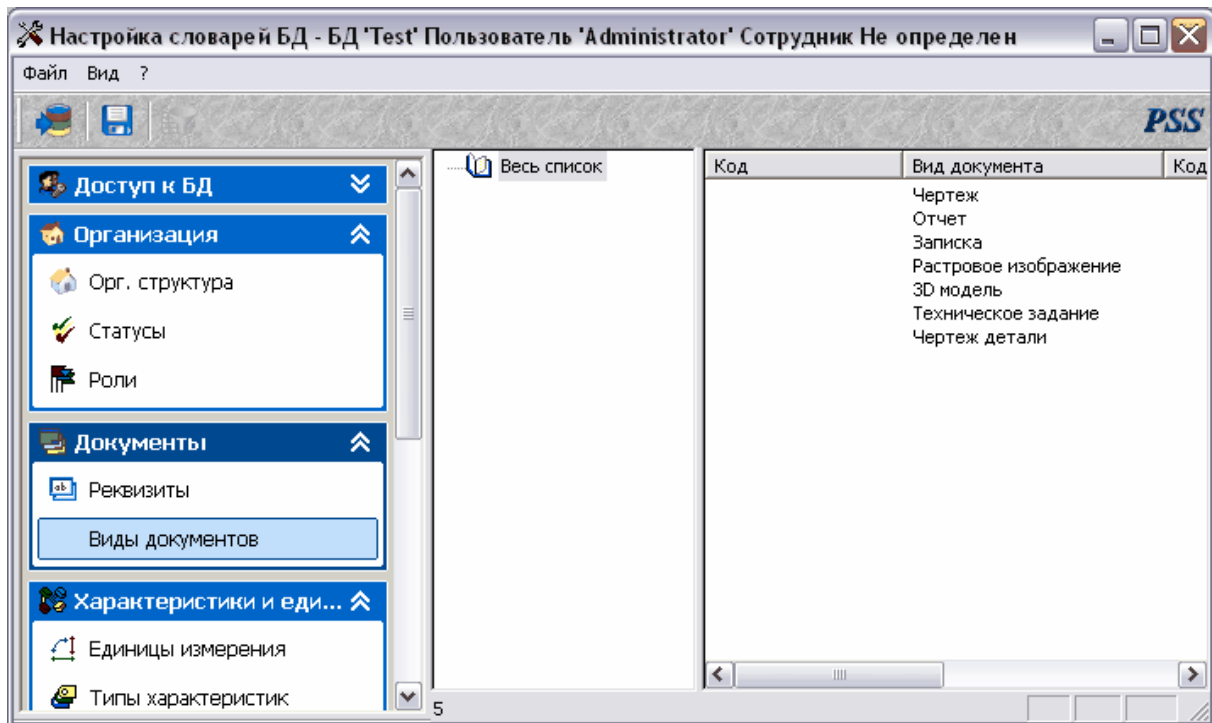 Настройка словарей БД - БД 'Test' Пользователь 'Administrator' Сотрудник Не определен
Файл Вид ?
PSS
Доступ к БД
Организация
Орг. структура
Статусы
Роли
Документы
Реквизиты
Виды документов
Характеристики и еди...
Единицы измерения
Типы характеристик
Весь список
Код Вид документа Код
Чертеж
Отчет
Записка
Растровое изображение
3D модель
Техническое задание
Чертеж детали
5